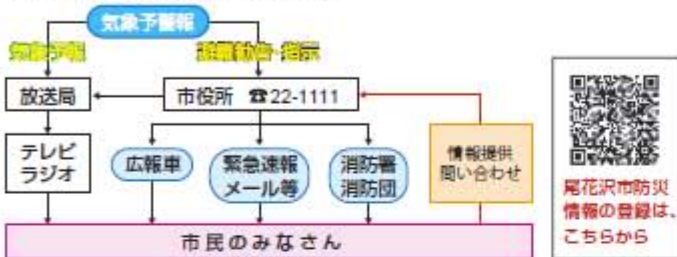 気象予警報
気象予報
避難勧告・指示
放送局
市役所 ☎22-1111
テレビ
ラジオ
広報車
緊急速報
メール等
消防署
消防団
情報提供
問い合わせ
市民のみなさん
尾花沢市防災
情報の登録は、
こちらから